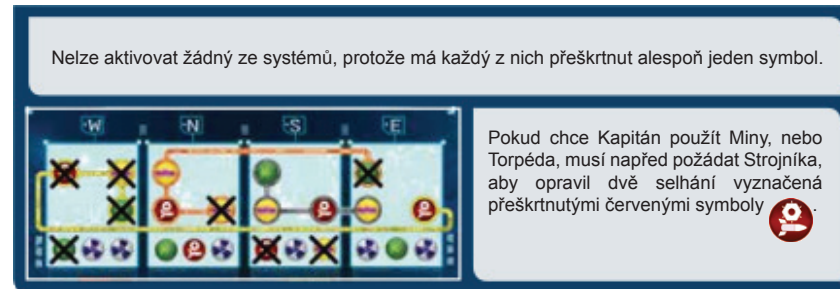 Nelze aktivovat žádný ze systémů, protože má každý z nich přeškrtnut alespoň jeden symbol.
W N S E
Pokud chce Kapitán použít Miny, nebo
Torpéda, musí napřed požádat Strojníka,
aby opravil dvě selhání vyznačená
přeškrtnutými červenými symboly .